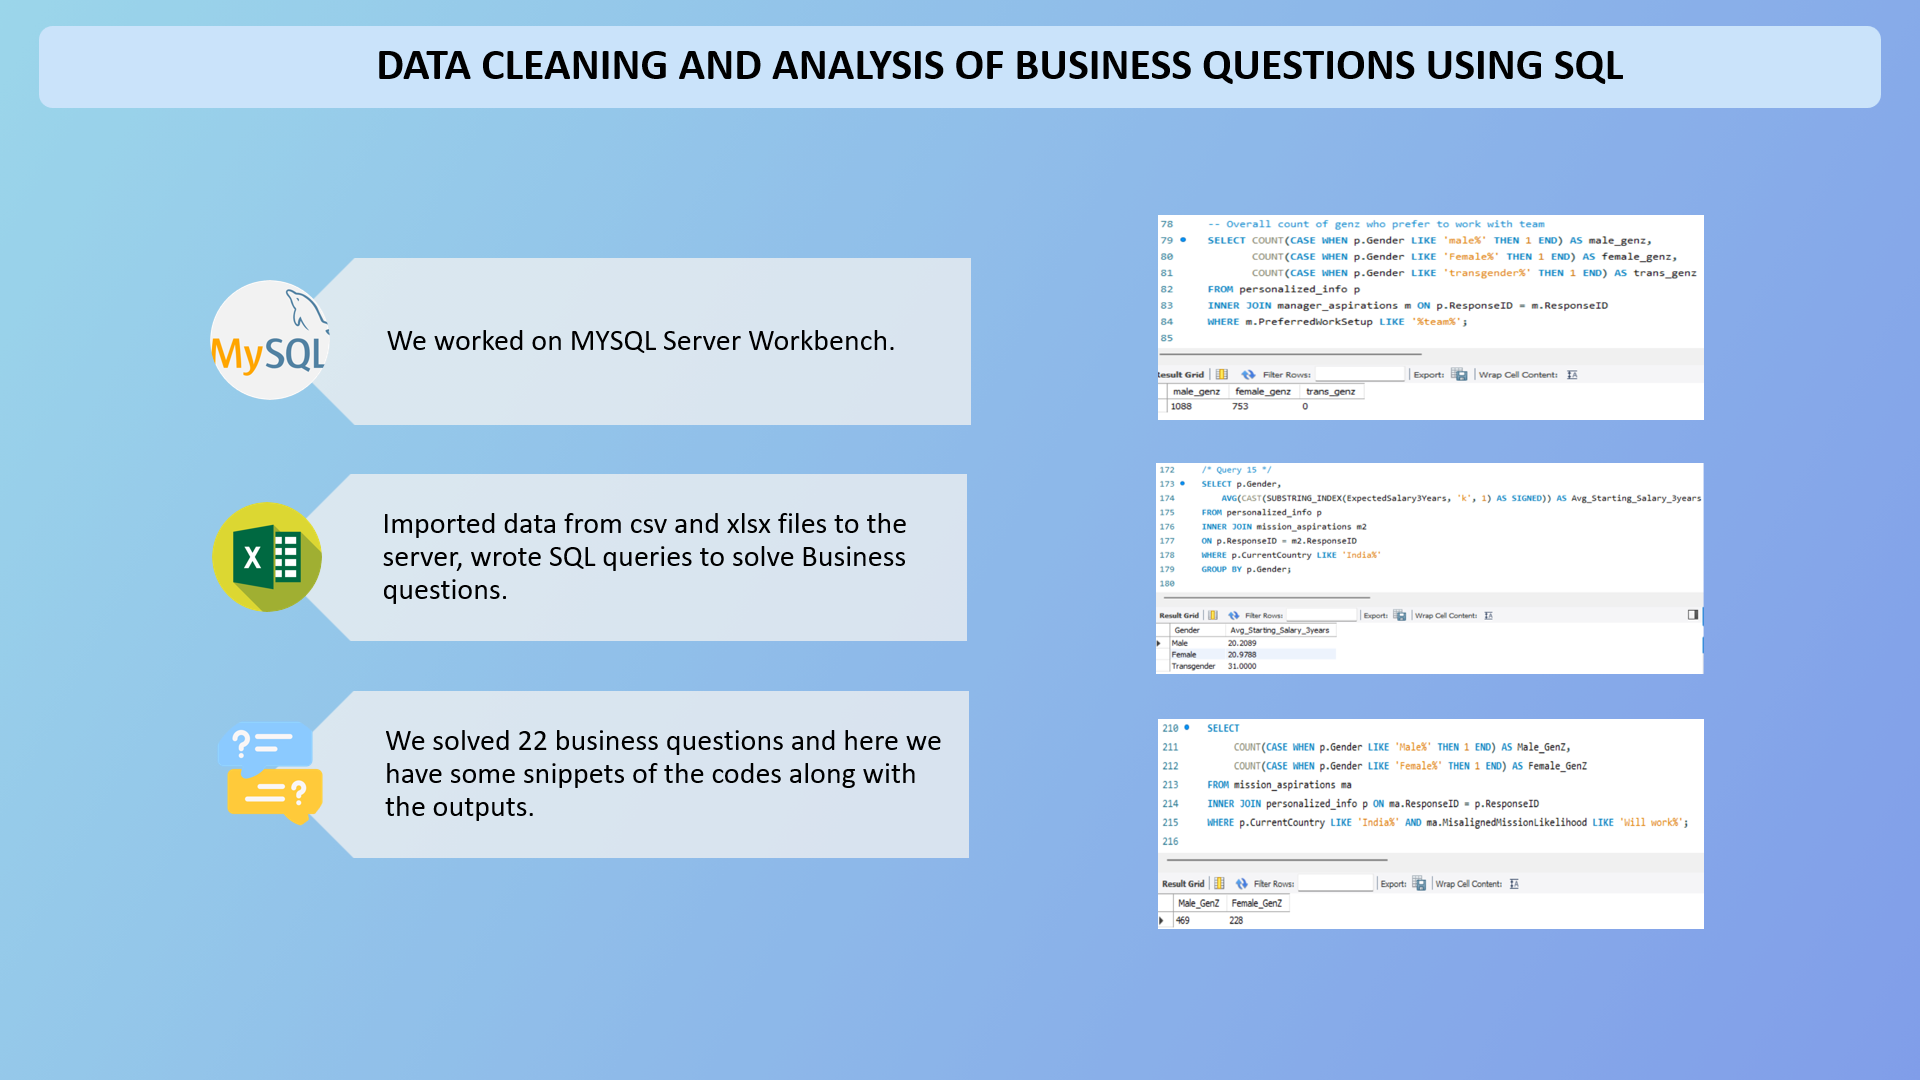 DATA CLEANING AND ANALYSIS OF BUSINESS QUESTIONS USING SQL
MySQL
We worked on MYSQL Server Workbench.
X
Imported data from csv and xlsx files to the
server, wrote SQL queries to solve Business
questions.
?
?
We solved 22 business questions and here we
have some snippets of the codes along with
the outputs.
78 -- Overall count of genz who prefer to work with team
79 SELECT COUNT(CASE WHEN p.Gender LIKE 'male%' THEN 1 END) AS male_genz,
80 COUNT(CASE WHEN p.Gender LIKE 'Female%' THEN 1 END) AS female_genz,
81 COUNT(CASE WHEN p.Gender LIKE 'transgender%' THEN 1 END) AS trans_genz
82 FROM personalized_info p
83 INNER JOIN manager_aspirations m ON p.ResponseID = m.ResponseID
84 WHERE m.PreferredWorkSetup LIKE '%team%';
85
esult Grid Filter Rows: Export: Wrap Cell Content:
male_genz female_genz trans_genz
1088 753 0
172 /* Query 15 */
173 SELECT p.Gender,
174 AVG(CAST(SUBSTRING_INDEX(ExpectedSalary3Years, 'k', 1) AS SIGNED)) AS Avg_Starting_Salary_3years
175 FROM personalized_info p
176 INNER JOIN mission_aspirations m2
177 ON p.ResponseID = m2.ResponseID
178 WHERE p.CurrentCountry LIKE 'India%'
179 GROUP BY p.Gender;
180
Result Grid Filter Rows: Export: Wrap Cell Content:
Gender Avg_Starting_Salary_3years
Male 20.2089
Female 20.9788
Transgender 31.0000
210 SELECT
211 COUNT(CASE WHEN p.Gender LIKE 'Male%' THEN 1 END) AS Male_GenZ,
212 COUNT(CASE WHEN p.Gender LIKE 'Female%' THEN 1 END) AS Female_GenZ
213 FROM mission_aspirations ma
214 INNER JOIN personalized_info p ON ma.ResponseID = p.ResponseID
215 WHERE p.CurrentCountry LIKE 'India%' AND ma.MisalignedMissionLikelihood LIKE 'Will work%';
216
Result Grid Filter Rows: Export: Wrap Cell Content:
Male_GenZ Female_GenZ
469 228